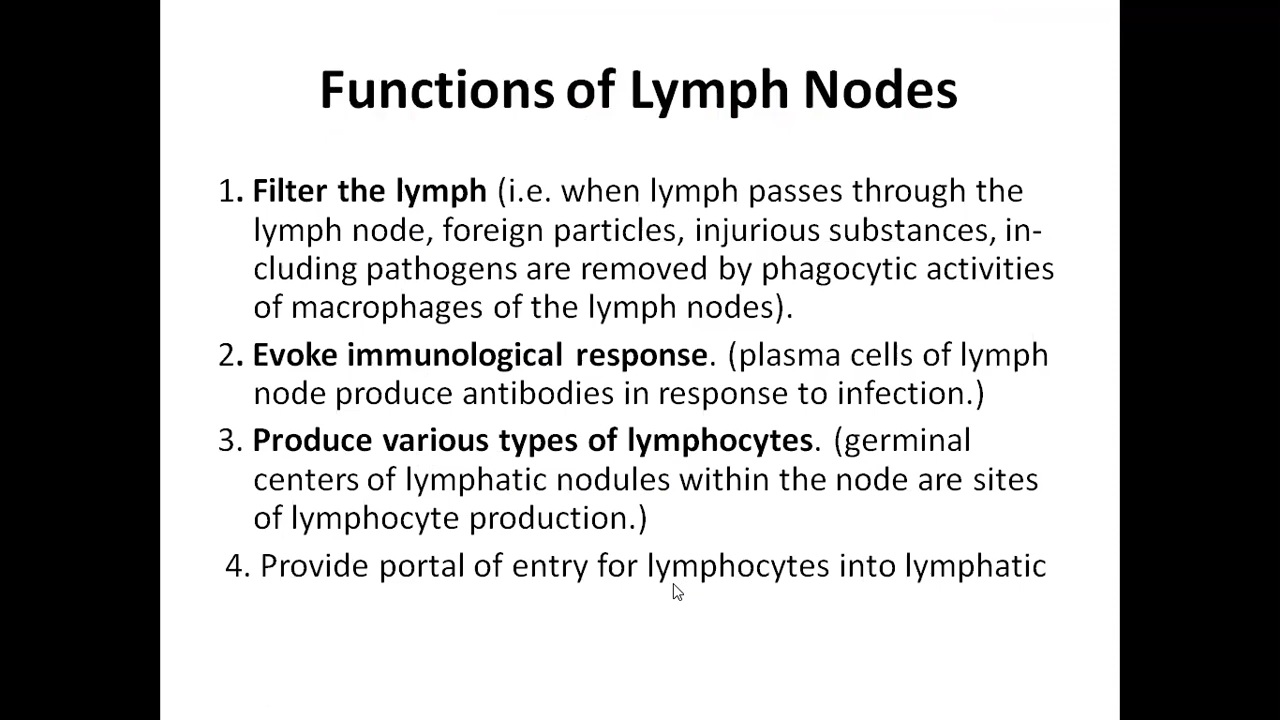 Functions of Lymph Nodes
1. Filter the lymph (i.e. when lymph passes through the
lymph node, foreign particles, injurious substances, in-
cluding pathogens are removed by phagocytic activities
of macrophages of the lymph nodes).
2. Evoke immunological response. (plasma cells of lymph
node produce antibodies in response to infection.)
3. Produce various types of lymphocytes. (germinal
centers of lymphatic nodules within the node are sites
of lymphocyte production.)
4. Provide portal of entry for lymphocytes into lymphatic